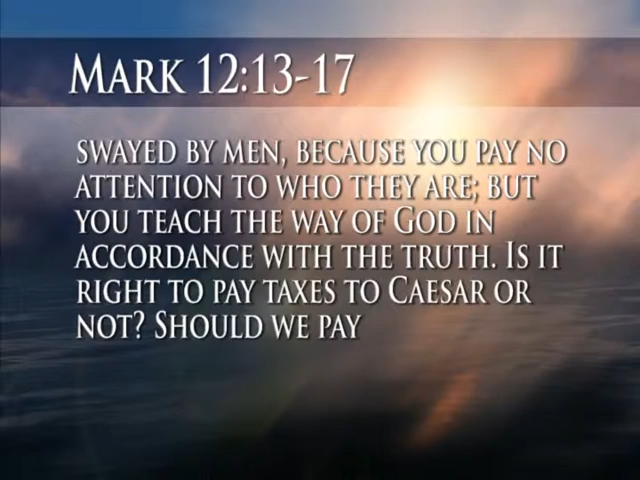 MARK 12:13-17
SWAYED BY MEN, BECAUSE YOU PAY NO
ATTENTION TO WHO THEY ARE; BUT
YOU TEACH THE WAY OF GOD IN
ACCORDANCE WITH THE TRUTH. IS IT
RIGHT TO PAY TAXES TO CAESAR OR
NOT? SHOULD WE PAY